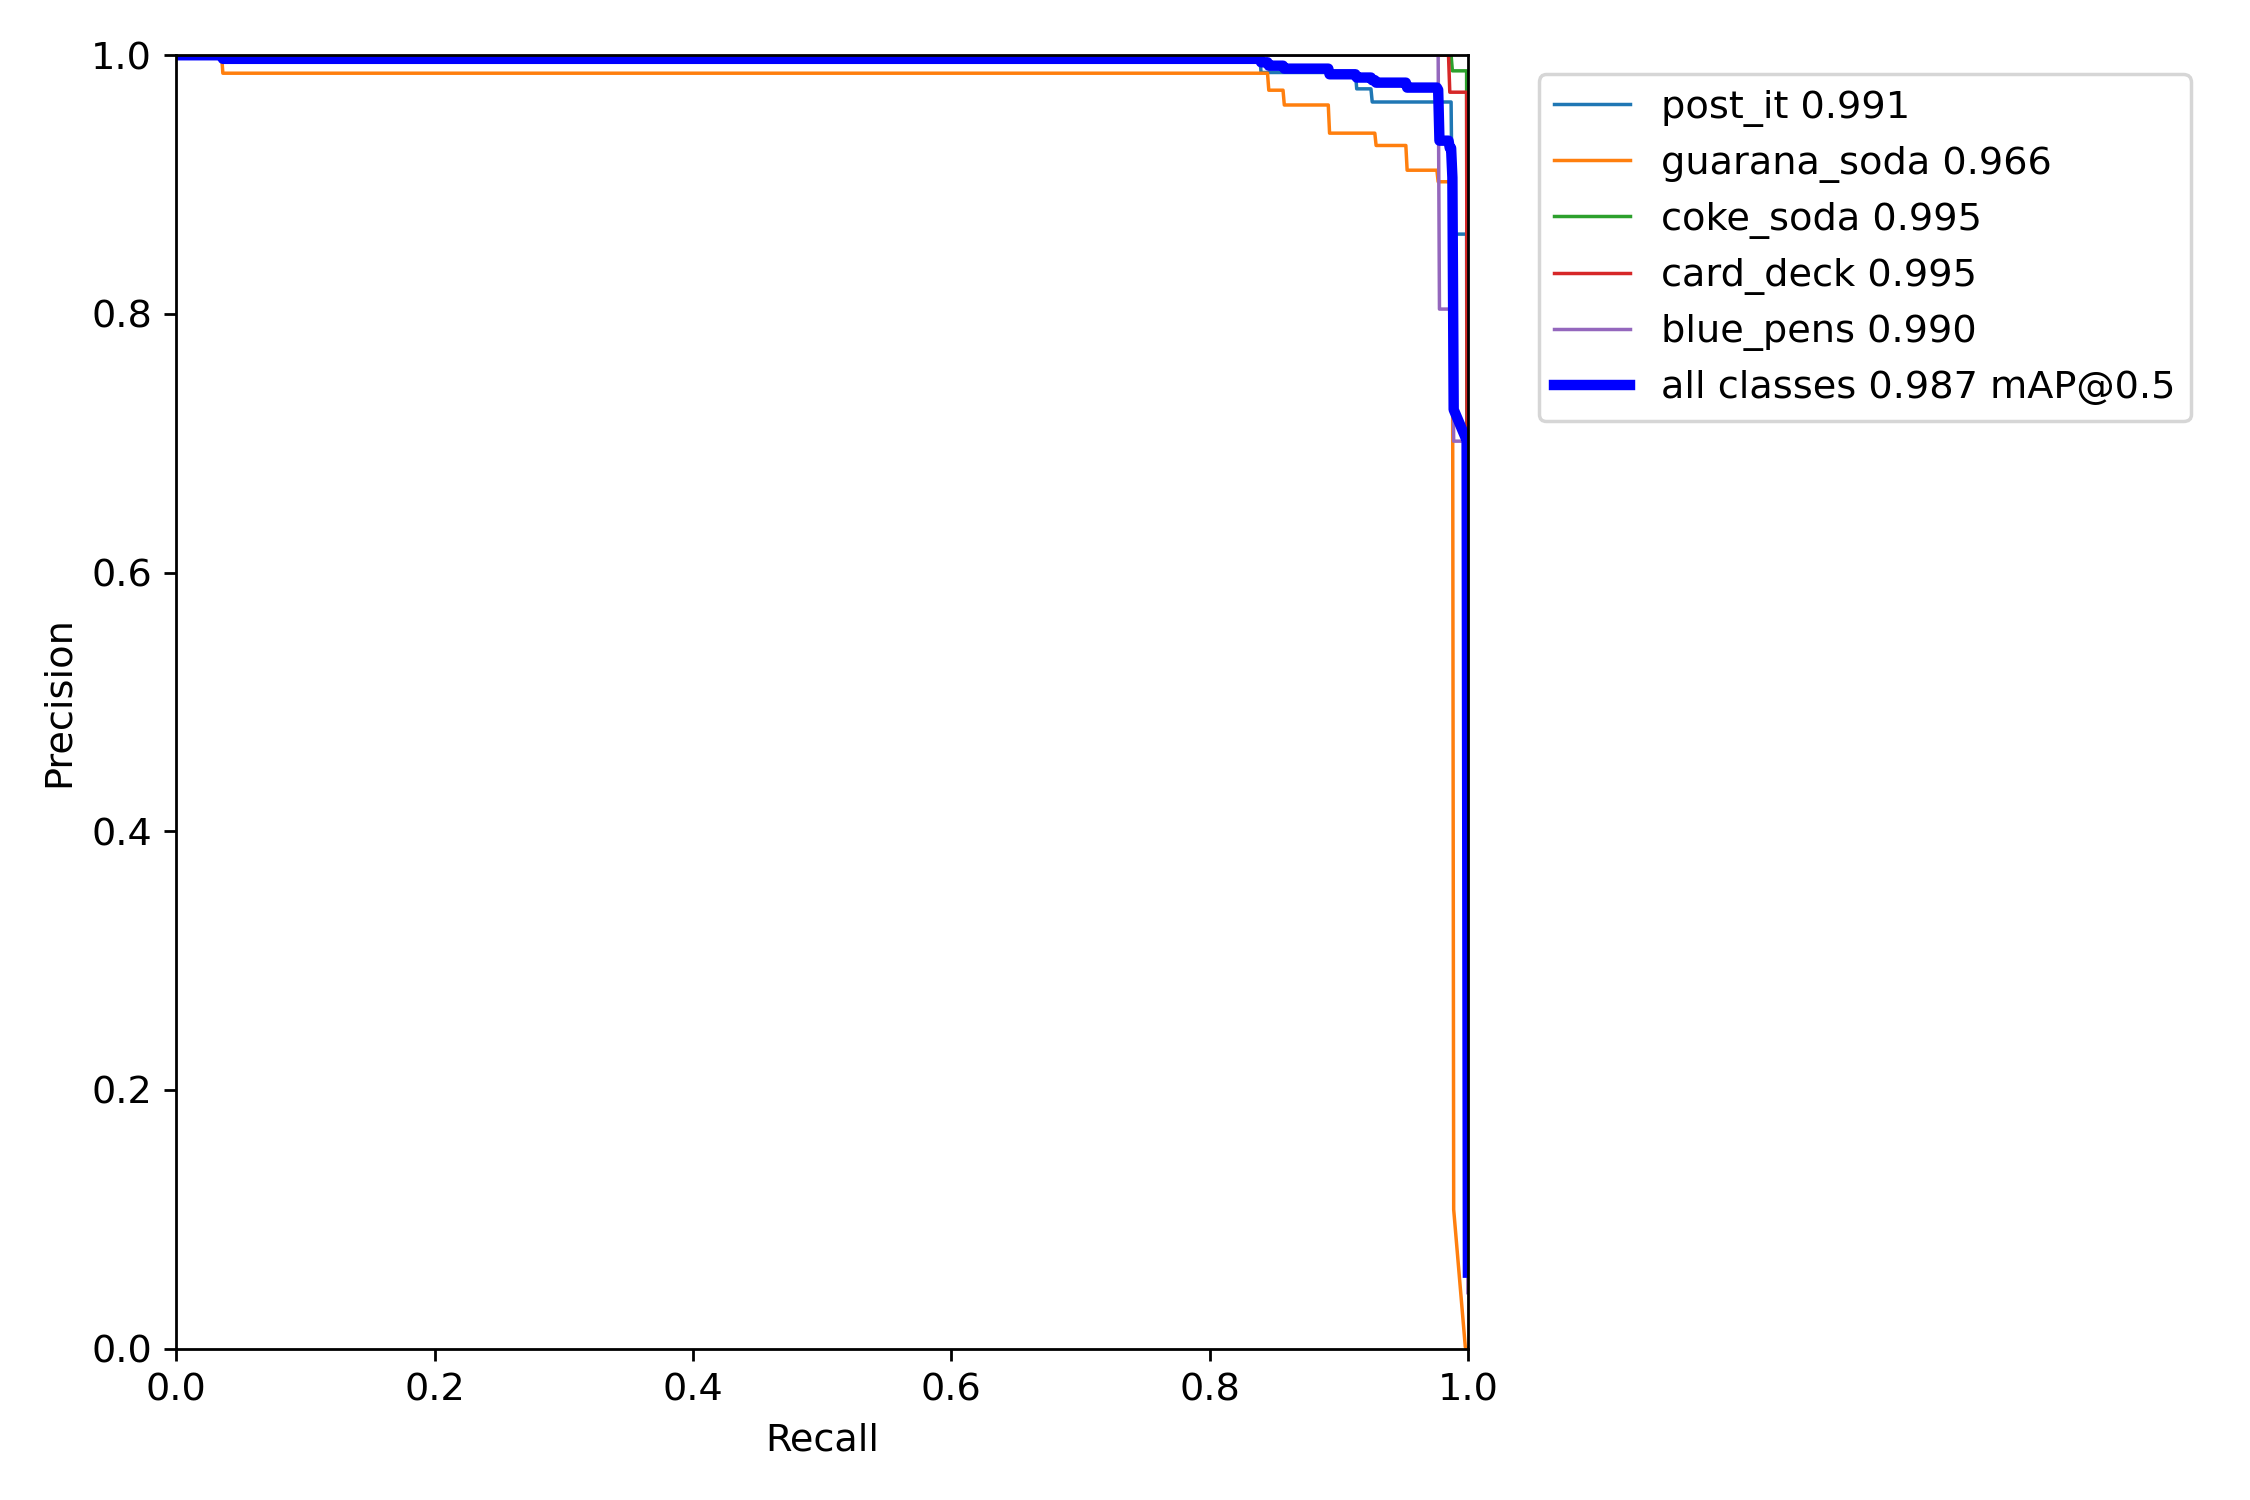 1.0
0.8
0.6
0.4
0.2
0.0
Precision
0.0 0.2 0.4 0.6 0.8 1.0
Recall
post_it 0.991
guarana_soda 0.966
coke_soda 0.995
card_deck 0.995
blue_pens 0.990
all classes 0.987 mAP@0.5